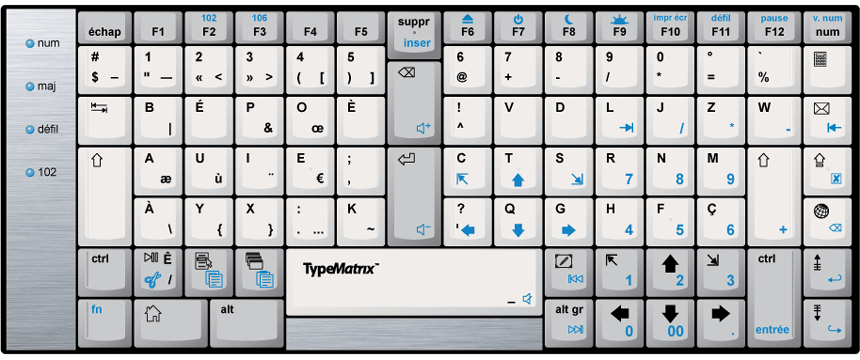 échap F1 102 F2 106 F3 F4 F5 suppr inser F6 F7 F8 F9 impr écr F10 défil F11 pause F12 v. num num
num
# 1 2 3 4 5 6 7 8 9 0 ° `
$ – " — « < » > ( [ ) ] @ + - / * = %
maj
B É P O È ! V D L J Z W
| & œ ^ / * -
défil
A U I E ; C T S R N M
æ ù ¨ € , 7 8 9
102
À Y X : K ? Q G H F Ç
\ { } . … ~ ' 4 5 6 +
ctrl Ê / TypeMatrix™ _ 1 2 3 ctrl entrée
fn alt alt gr 0 00 .